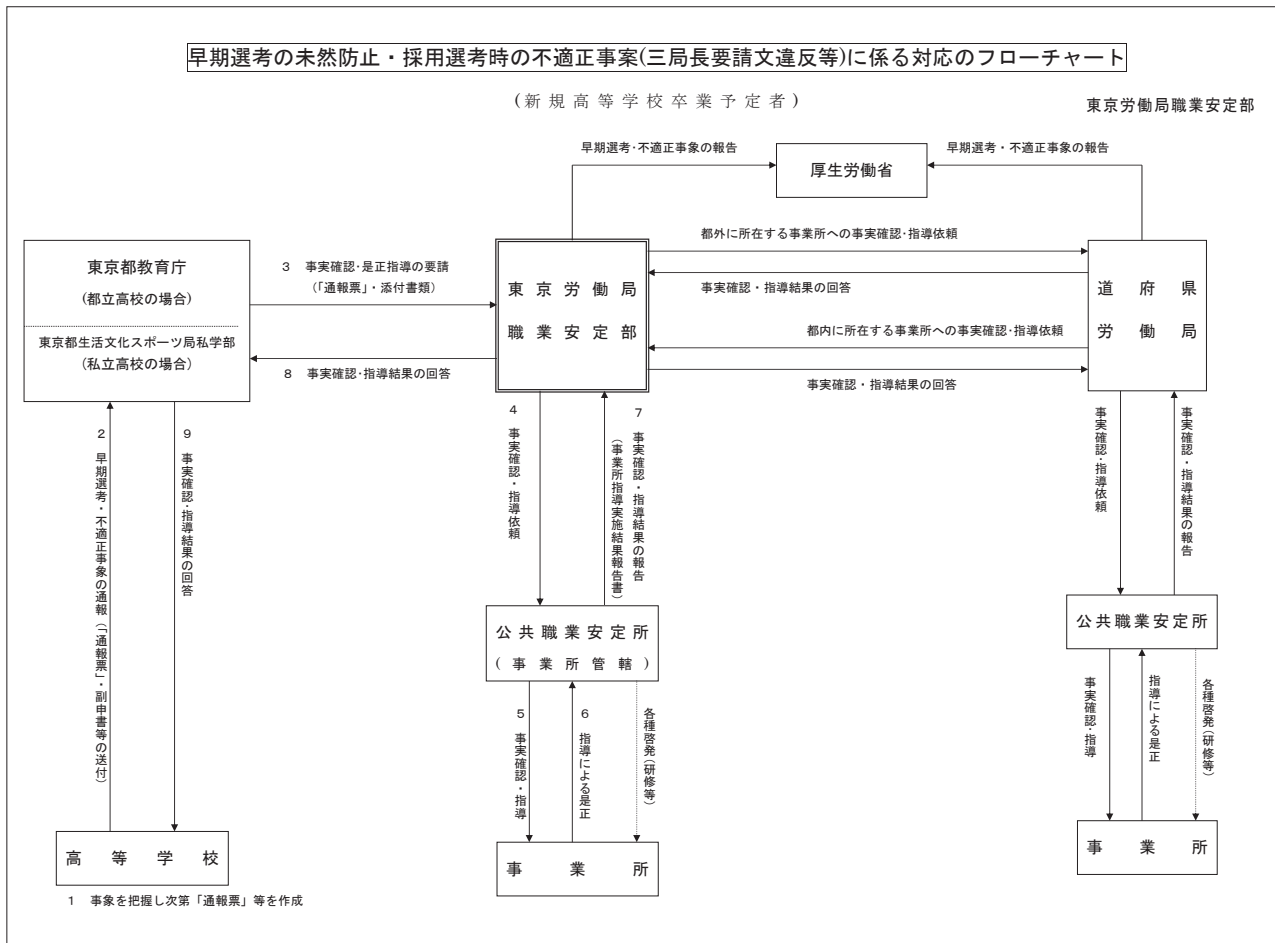 早期選考の未然防止・採用選考時の不適正事案(三局長要請文違反等)に係る対応のフローチャート
(新規高等学校卒業予定者)
東京労働局職業安定部
早期選考・不適正事象の報告
厚生労働省
早期選考・不適正事象の報告
東京都教育庁
(都立高校の場合)
東京都生活文化スポーツ局私学部
(私立高校の場合)
3 事実確認・是正指導の要請
(「通報票」・添付書類)
8 事実確認・指導結果の回答
東京労働局
職業安定部
都外に所在する事業所への事実確認・指導依頼
事実確認・指導結果の回答
都内に所在する事業所への事実確認・指導依頼
事実確認・指導結果の回答
道府県
労働局
2 早期選考・不適正事象の通報(「通報票」・副申書等の送付)
9 事実確認・指導結果の回答
4 事実確認・指導依頼
7 事実確認・指導結果の報告
(事業所指導実施結果報告書)
事実確認・指導依頼
事実確認・指導結果の報告
公共職業安定所
(事業所管轄)
公共職業安定所
5 事実確認・指導
6 指導による是正
各種啓発(研修等)
事実確認・指導
指導による是正
各種啓発(研修等)
高等学校
事業所
事業所
1 事象を把握し次第「通報票」等を作成